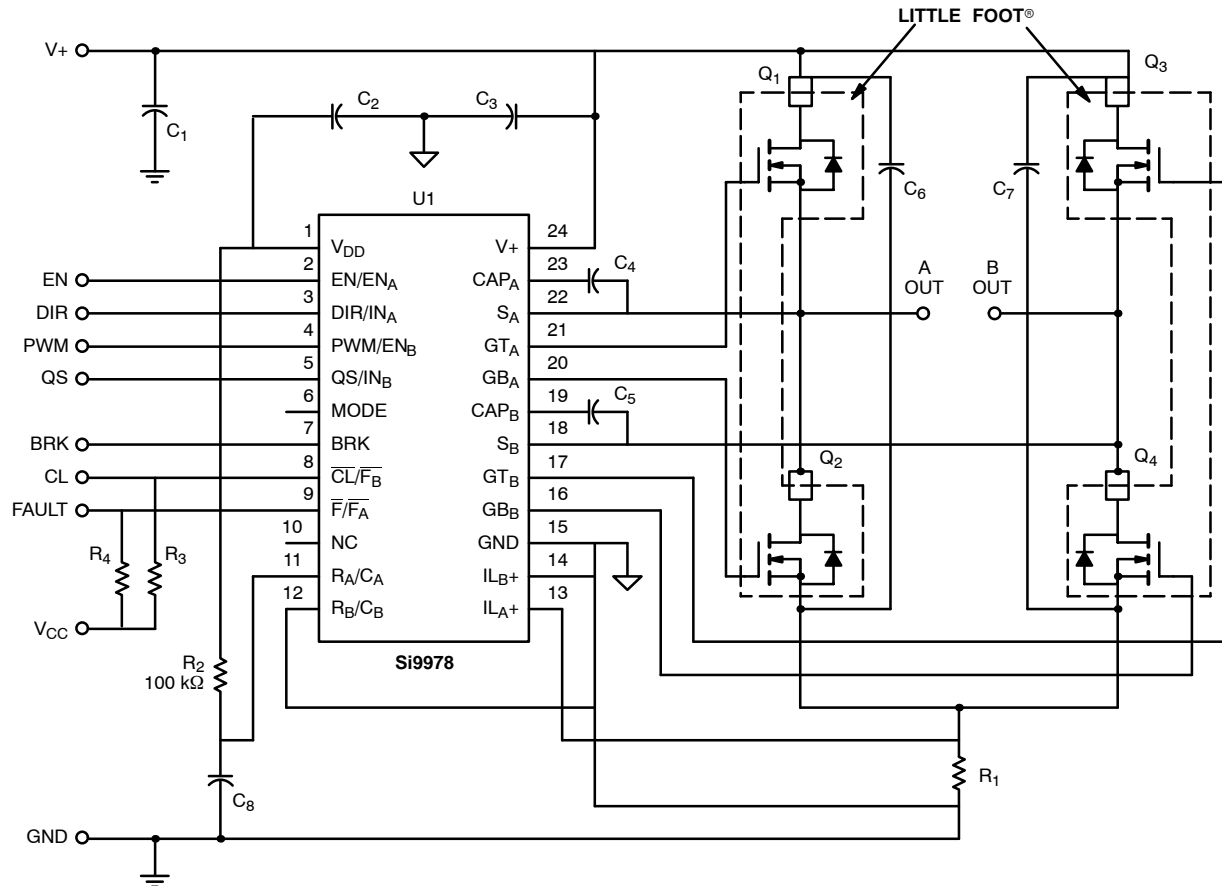 LITTLE FOOT®
V+
Q1
Q3
C2
C3
C1
C6
C7
U1
1
VDD
V+
24
EN
2
EN/ENA
CAPA
23
C4
DIR
3
DIR/INA
SA
22
A
OUT
B
OUT
PWM
4
PWM/ENB
GTA
21
QS
5
QS/INB
GBA
20
6
MODE
CAPB
19
C5
BRK
7
BRK
SB
18
Q2
Q4
CL
8
CL/FB
GTB
17
FAULT
9
F/FA
GBB
16
10
NC
GND
15
R4
R3
11
RA/CA
ILB+
14
12
RB/CB
ILA+
13
VCC
Si9978
R2
100 kΩ
R1
C8
GND